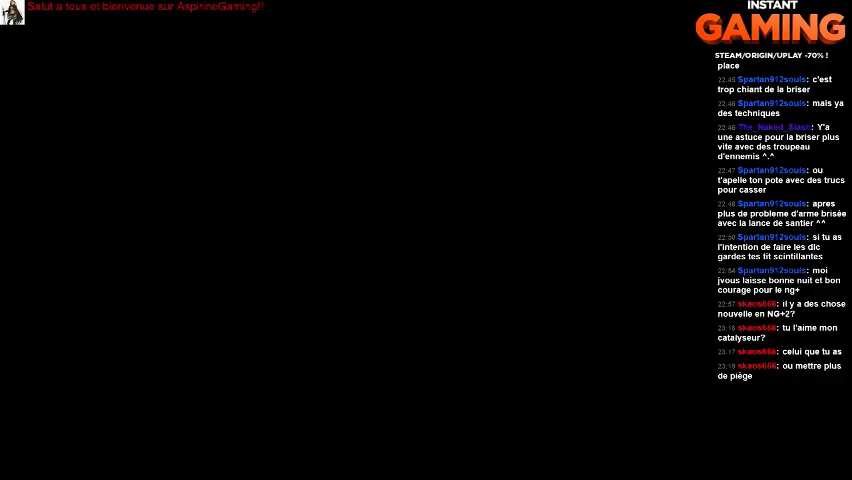 Salut a tous et bienvenue sur AspirineGaming!!
INSTANT
GAMING
STEAM/ORIGIN/UPLAY -70% !
place
22:45 Spartan912souls: c'est
trop chiant de la briser
22:46 Spartan912souls: mais ya
des techniques
22:46 The_Naked_Slash: Y'a
une astuce pour la briser plus
vite avec des troupeau
d'ennemis ^.^
22:47 Spartan912souls: ou
t'apelle ton pote avec des trucs
pour casser
22:48 Spartan912souls: apres
plus de probleme d'arme brisée
avec la lance de santier ^^
22:50 Spartan912souls: si tu as
l'intention de faire les dlc
gardes tes tit scintillantes
22:54 Spartan912souls: moi
jvous laisse bonne nuit et bon
courage pour le ng+
22:57 skaos666: il y a des chose
nouvelle en NG+2?
23:16 skaos666: tu l'aime mon
catalyseur?
23:17 skaos666: celui que tu as
23:19 skaos666: ou mettre plus
de piège